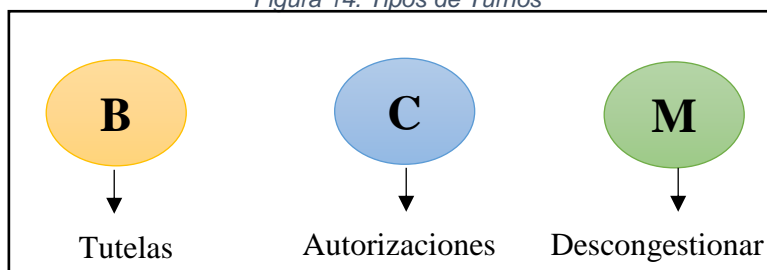 Figura 14. Tipos de Turnos
B C M
Tutelas Autorizaciones Descongestionar